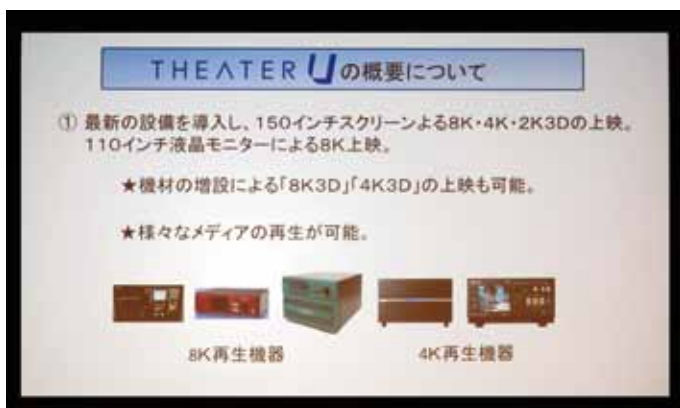 THEATER Uの概要について
① 最新の設備を導入し、150インチスクリーンよる8K・4K・2K3Dの上映。
110インチ液晶モニターによる8K上映。
★機材の増設による「8K3D」「4K3D」の上映も可能。
★様々なメディアの再生が可能。
8K再生機器
4K再生機器